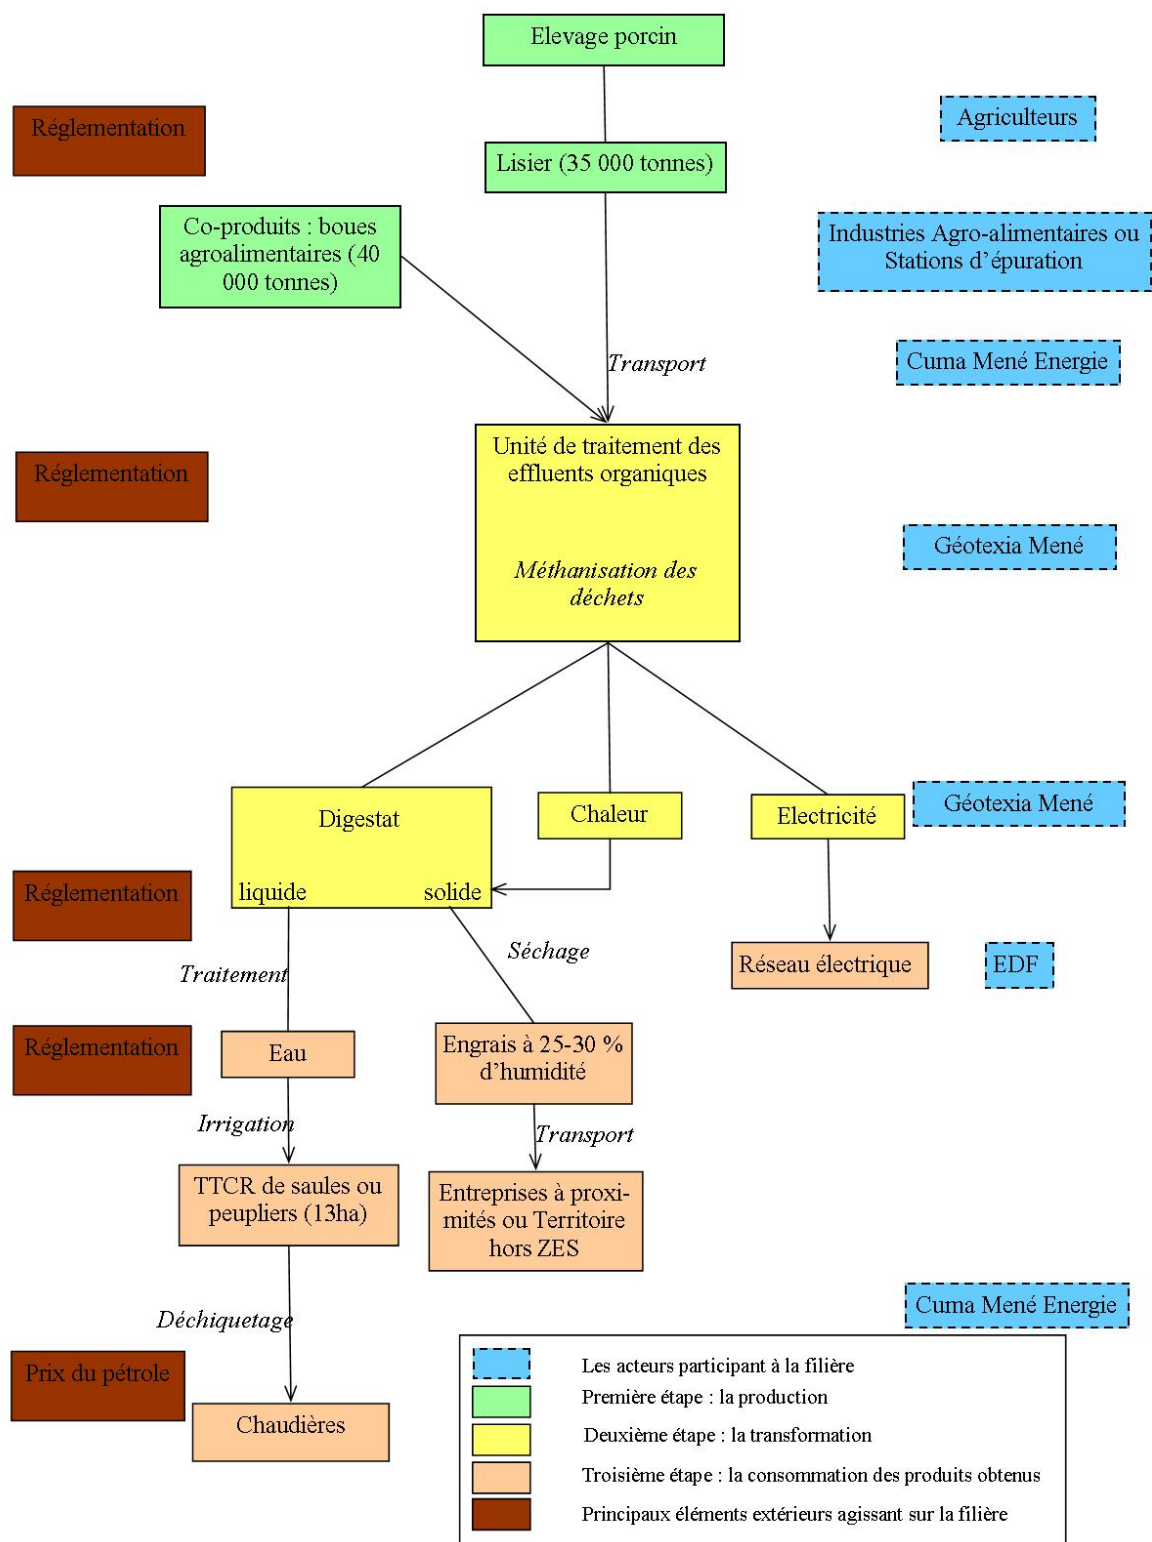 Elevage porcin
Réglementation
Agriculteurs
Lisier (35 000 tonnes)
Co-produits : boues
agroalimentaires (40
000 tonnes)
Industries Agro-alimentaires ou
Stations d'épuration
Transport
Cuma Mené Energie
Unité de traitement des
effluents organiques
Réglementation
Méthanisation des
déchets
Géotexia Mené
Digestat
liquide
solide
Chaleur
Electricité
Géotexia Mené
Réglementation
Traitement
Séchage
Réseau électrique
EDF
Réglementation
Eau
Engrais à 25-30 %
d'humidité
Irrigation
Transport
TTCR de saules ou
peupliers (13ha)
Entreprises à proxi-
mités ou Territoire
hors ZES
Cuma Mené Energie
Déchiquetage
Prix du pétrole
Chaudières
Les acteurs participant à la filière
Première étape : la production
Deuxième étape : la transformation
Troisième étape : la consommation des produits obtenus
Principaux éléments extérieurs agissant sur la filière